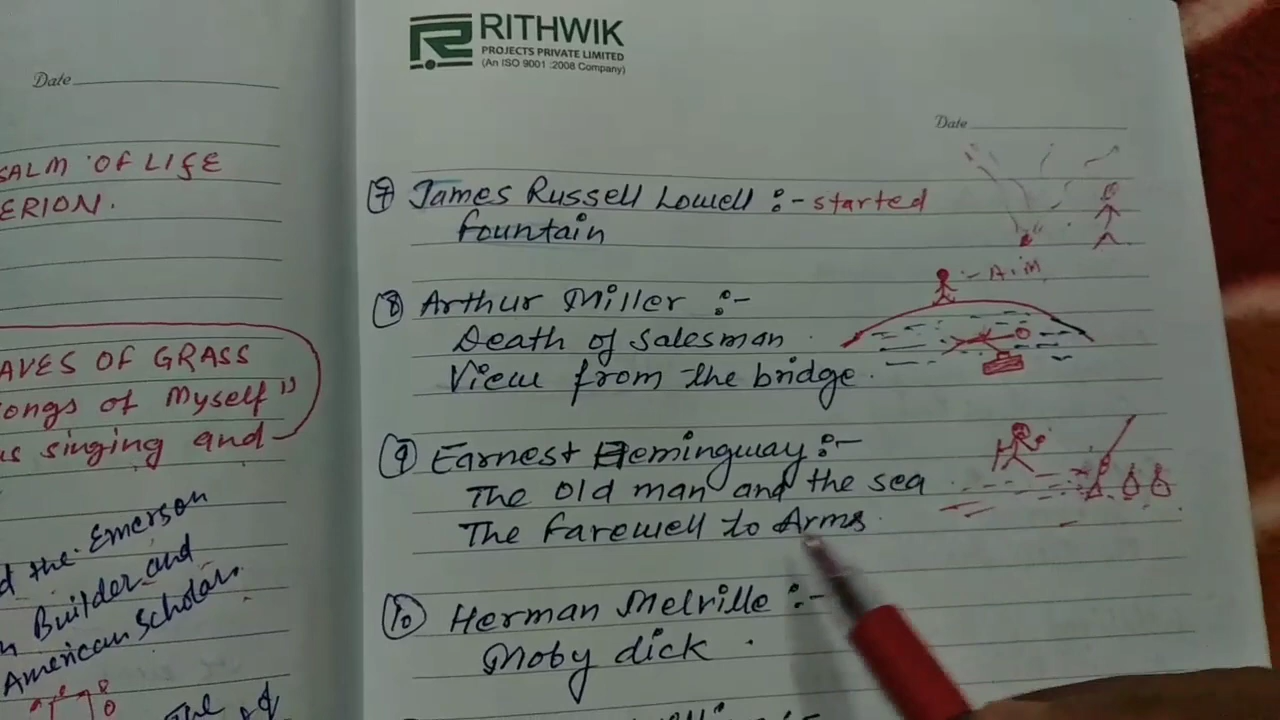 Date
SALM OF LIFE
ERION.
AVES OF GRASS
ongs of Myself"
us singing and
d the Emerson
n Builder and
American Scholar.
The
of
RITHWIK
PROJECTS PRIVATE LIMITED
(An ISO 9001 :2008 Company)
Date
7 James Russell Lowell :- started
fountain
A.M
8 Arthur Miller :-
Death of Salesman
View from the bridge.
9 Earnest Hemingway :-
The Old man and the sea
The farewell to Arms.
10 Herman Melville :-
Moby dick.